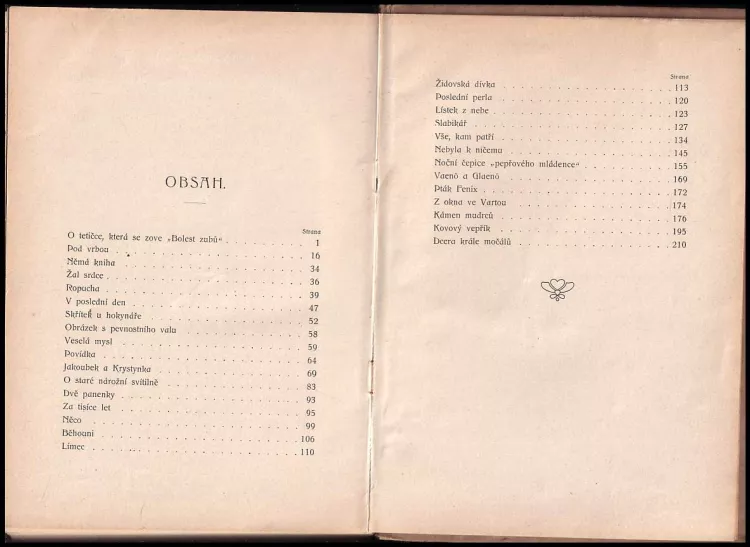 OBSAH.
Strana
O tetičce, která se zove „Bolest zubů“ . . . . . . . . . 1
Pod vrbou . . . . . . . . . . . . . . . . . . 16
Němá kniha . . . . . . . . . . . . . . . . . . 34
Žal srdce . . . . . . . . . . . . . . . . . . 36
Ropucha . . . . . . . . . . . . . . . . . . 39
V poslední den . . . . . . . . . . . . . . . . 47
Skřítek u hokynáře . . . . . . . . . . . . . . . 52
Obrázek s pevnostního valu . . . . . . . . . . . . 58
Veselá mysl . . . . . . . . . . . . . . . . . 59
Povídka . . . . . . . . . . . . . . . . . . 64
Jakoubek a Krystynka . . . . . . . . . . . . . . 69
O staré nárožní svítilně . . . . . . . . . . . . . 83
Dvě panenky . . . . . . . . . . . . . . . . . 93
Za tisíce let . . . . . . . . . . . . . . . . . 95
Něco . . . . . . . . . . . . . . . . . . . 99
Běhouni . . . . . . . . . . . . . . . . . . 106
Límec . . . . . . . . . . . . . . . . . . . 110
Strana
Židovská dívka . . . . . . . . . . . . . . . . 113
Poslední perla . . . . . . . . . . . . . . . . 120
Lístek z nebe . . . . . . . . . . . . . . . . 123
Slabikář . . . . . . . . . . . . . . . . . . 127
Vše, kam patří . . . . . . . . . . . . . . . . 134
Nebyla k ničemu . . . . . . . . . . . . . . . 145
Noční čepice „pepřového mládence“ . . . . . . . . . 155
Vaenö a Glaenö . . . . . . . . . . . . . . . . 169
Pták Fenix . . . . . . . . . . . . . . . . . 172
Z okna ve Vartou . . . . . . . . . . . . . . . 174
Kámen mudrců . . . . . . . . . . . . . . . . 176
Kovový vepřík . . . . . . . . . . . . . . . . 195
Dcera krále močálů . . . . . . . . . . . . . . 210